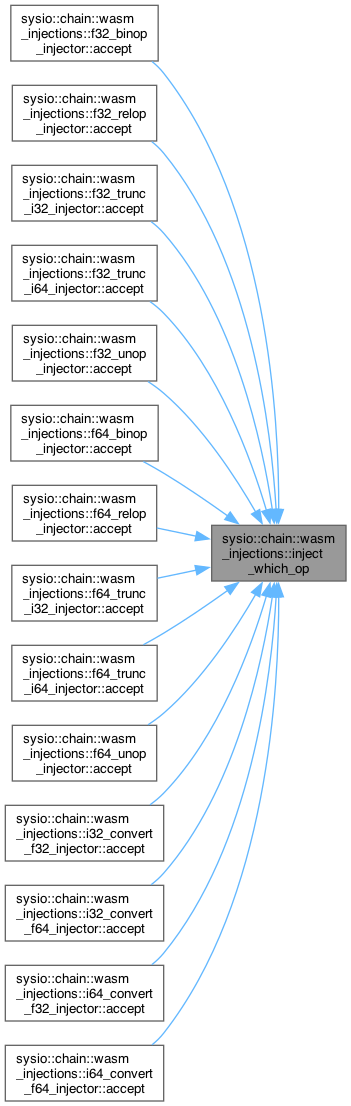 sysio::chain::wasm
_injections::f32_binop
_injector::accept
sysio::chain::wasm
_injections::f32_relop
_injector::accept
sysio::chain::wasm
_injections::f32_trunc
_i32_injector::accept
sysio::chain::wasm
_injections::f32_trunc
_i64_injector::accept
sysio::chain::wasm
_injections::f32_unop
_injector::accept
sysio::chain::wasm
_injections::f64_binop
_injector::accept
sysio::chain::wasm
_injections::f64_relop
_injector::accept
sysio::chain::wasm
_injections::inject
_which_op
sysio::chain::wasm
_injections::f64_trunc
_i32_injector::accept
sysio::chain::wasm
_injections::f64_trunc
_i64_injector::accept
sysio::chain::wasm
_injections::f64_unop
_injector::accept
sysio::chain::wasm
_injections::i32_convert
_f32_injector::accept
sysio::chain::wasm
_injections::i32_convert
_f64_injector::accept
sysio::chain::wasm
_injections::i64_convert
_f32_injector::accept
sysio::chain::wasm
_injections::i64_convert
_f64_injector::accept